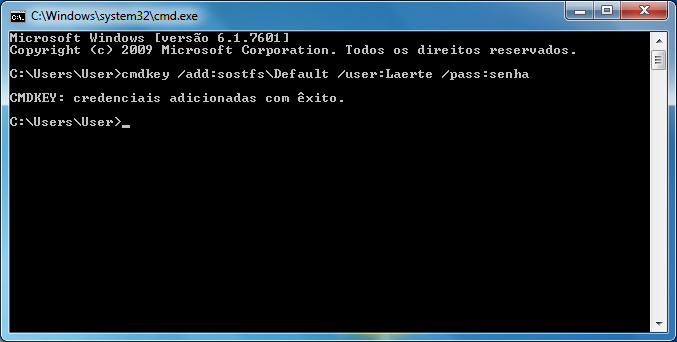 C:\Windows\system32\cmd.exe
Microsoft Windows [versão 6.1.7601]
Copyright (c) 2009 Microsoft Corporation. Todos os direitos reservados.
C:\Users\User>cmdkey /add:sostfs\Default /user:Laerte /pass:senha
CMDKEY: credenciais adicionadas com êxito.
C:\Users\User>_